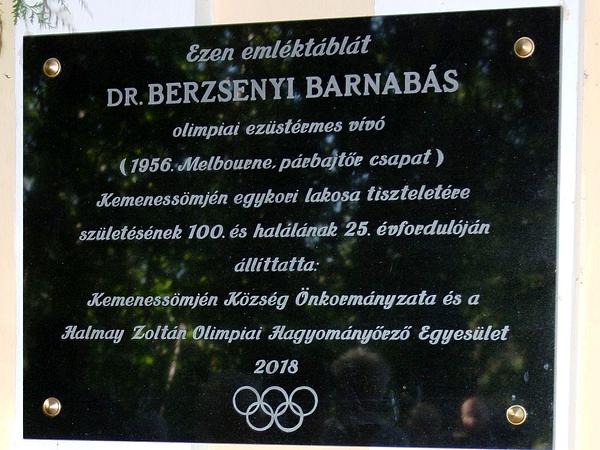 Ezen emléktáblát
DR. BERZSENYI BARNABÁS
olimpiai ezüstérmes vívó
(1956. Melbourne, párbajtőr csapat)
Kemenessömjén egykori lakosa tiszteletére
születésének 100. és halálának 25. évfordulóján
állíttatta:
Kemenessömjén Község Önkormányzata és a
Halmay Zoltán Olimpiai Hagyományőrző Egyesület
2018